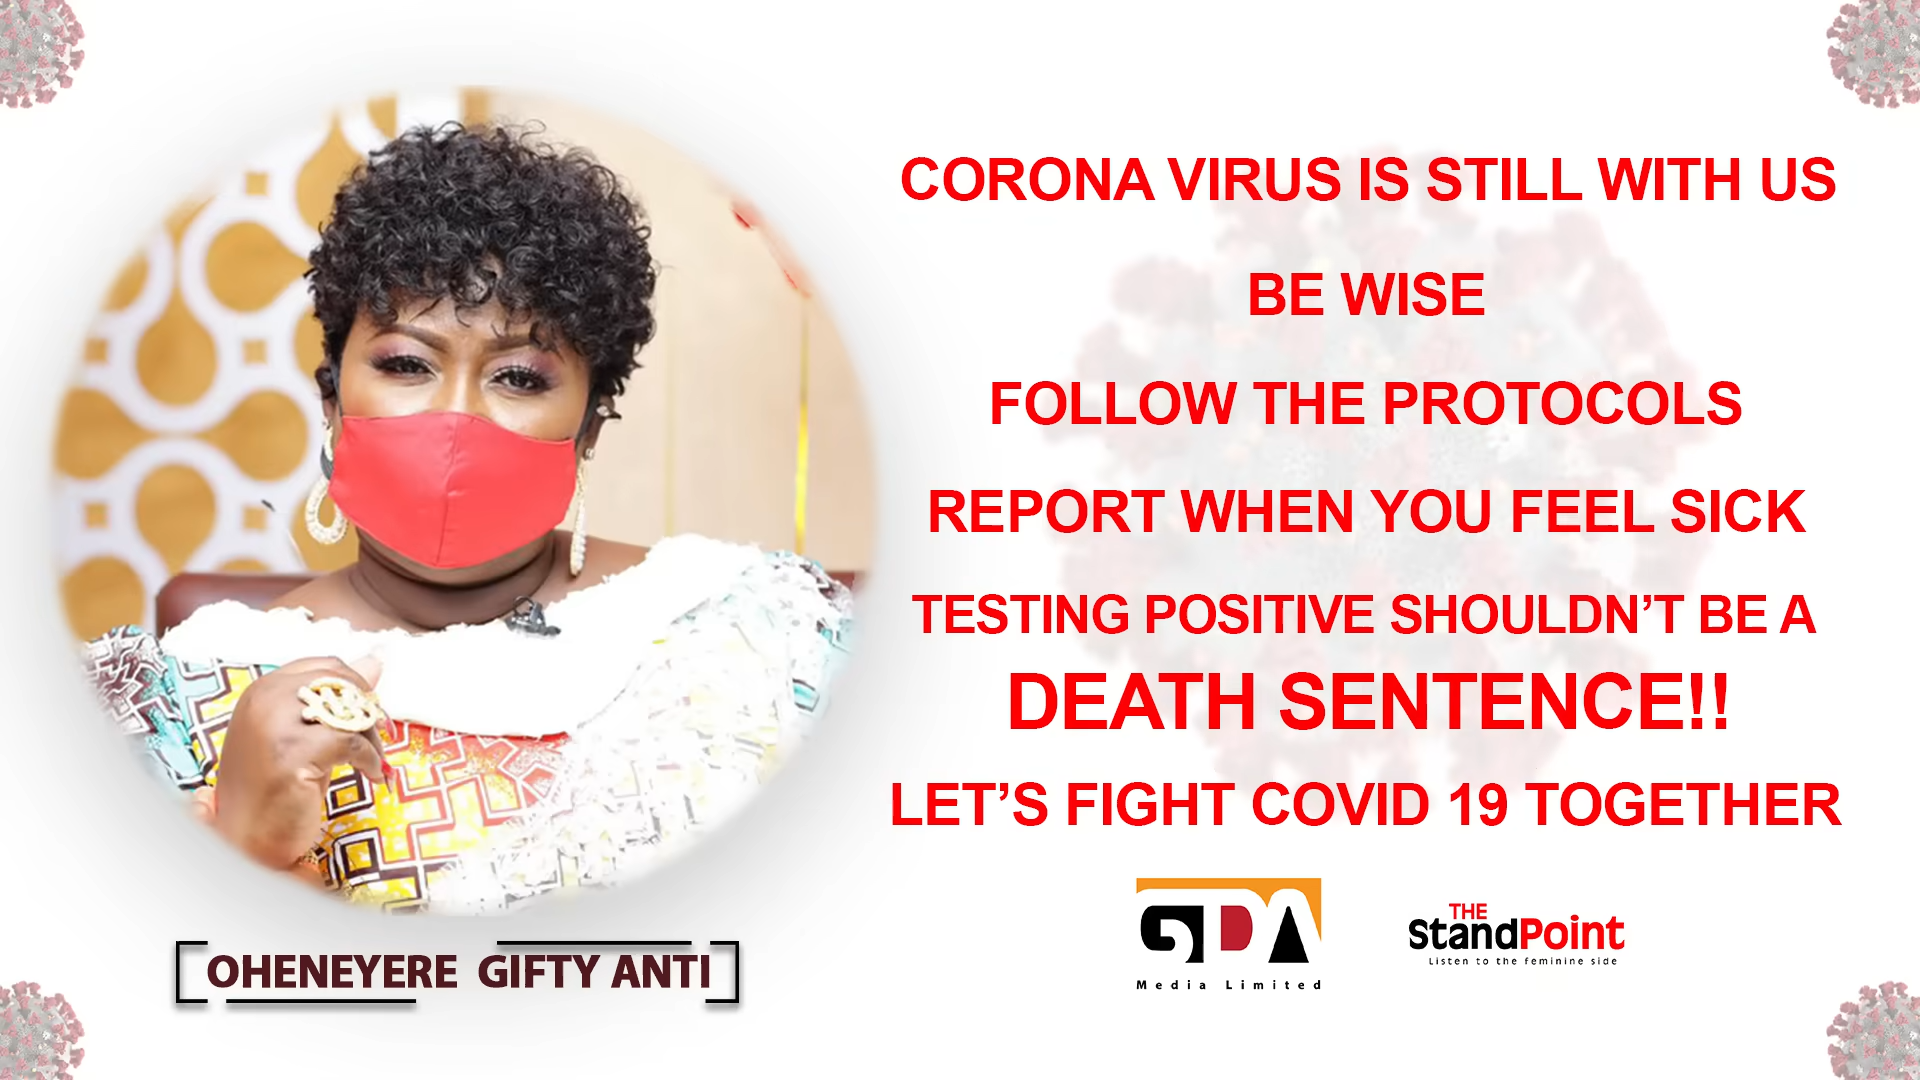 CORONA VIRUS IS STILL WITH US
BE WISE
FOLLOW THE PROTOCOLS
REPORT WHEN YOU FEEL SICK
TESTING POSITIVE SHOULDN’T BE A
DEATH SENTENCE!!
LET’S FIGHT COVID 19 TOGETHER
GDA
Media Limited
THE
StandPoint
Listen to the feminine side
OHENEYERE GIFTY ANTI